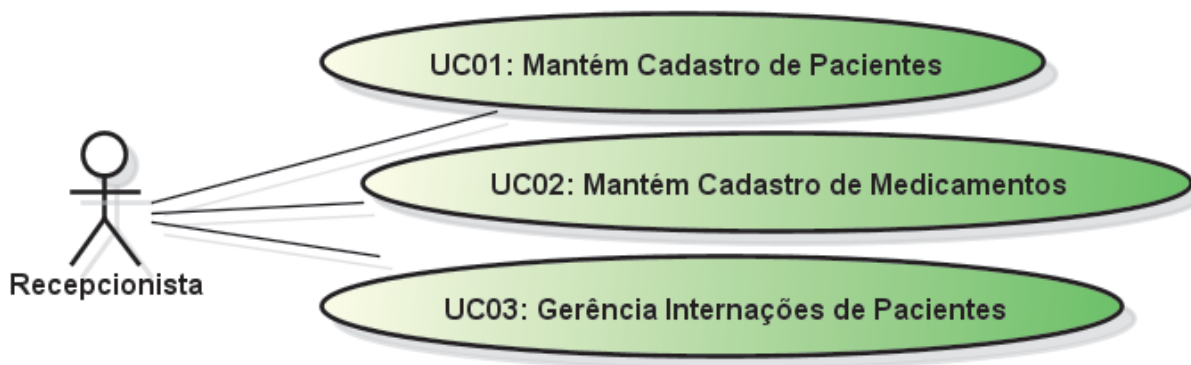 UC01: Mantém Cadastro de Pacientes
UC02: Mantém Cadastro de Medicamentos
Recepcionista
UC03: Gerência Internações de Pacientes